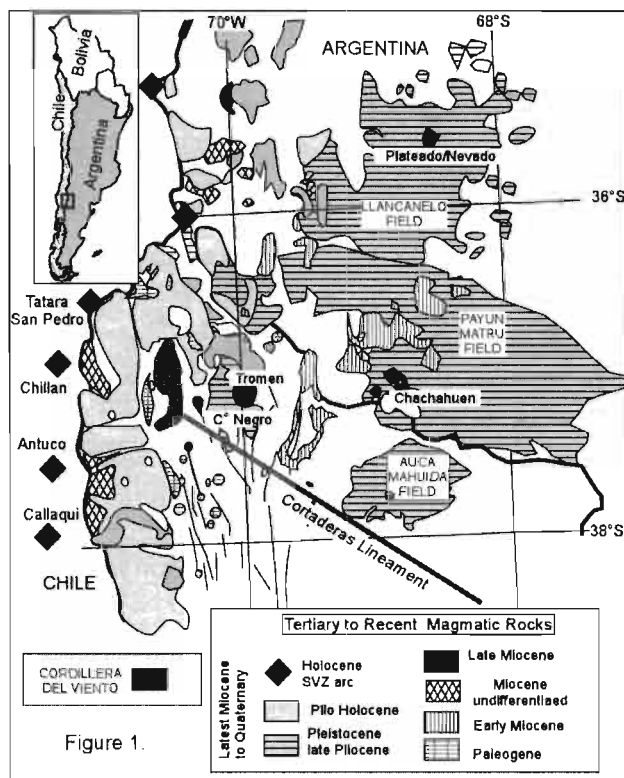 70°W
68°S
ARGENTINA
Bolivia
Chile
Argentina
Plateado/Nevado
36°S
LLANCANELO
FIELD
Tatara
San Pedro
PAYUN
MATRU
FIELD
Chillan
Tromen
Chachahuen
C° Negro
Antuco
AUCA
MAHUIDA
FIELD
Callaqui
Cortaderas Lineament
38°S
CHILE
Tertiary to Recent Magmatic Rocks
Latest Miocene
to Quaternary
Holocene
SVZ arc
Late Miocene
Plio Holocene
Miocene
undifferentiaed
Pleistocene
late Pliocene
Early Miocene
Paleogene
CORDILLERA
DEL VIENTO
Figure 1.